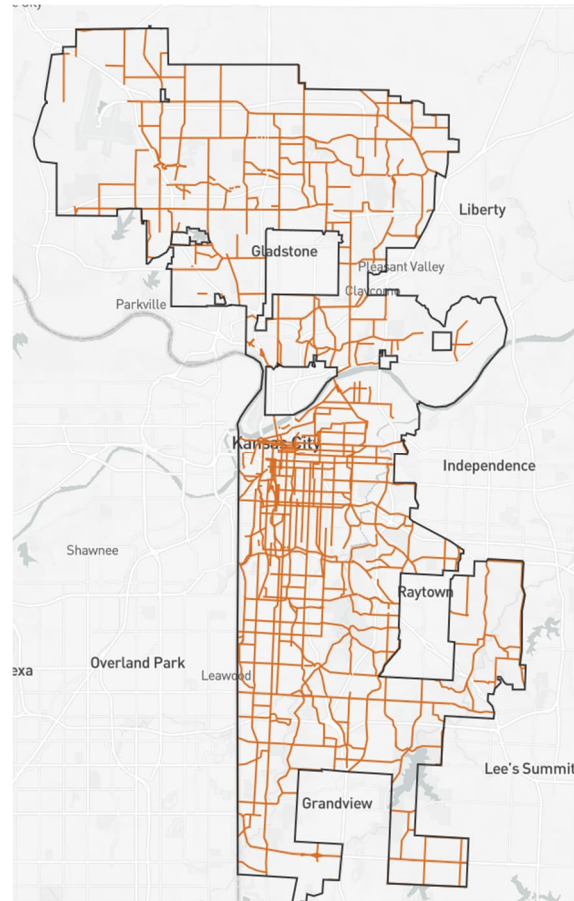 Liberty
Gladstone
Pleasant Valley
Claycomo
Parkville
Kansas City
Independence
Shawnee
Raytown
exa
Overland Park
Leawood
Lee's Summit
Grandview